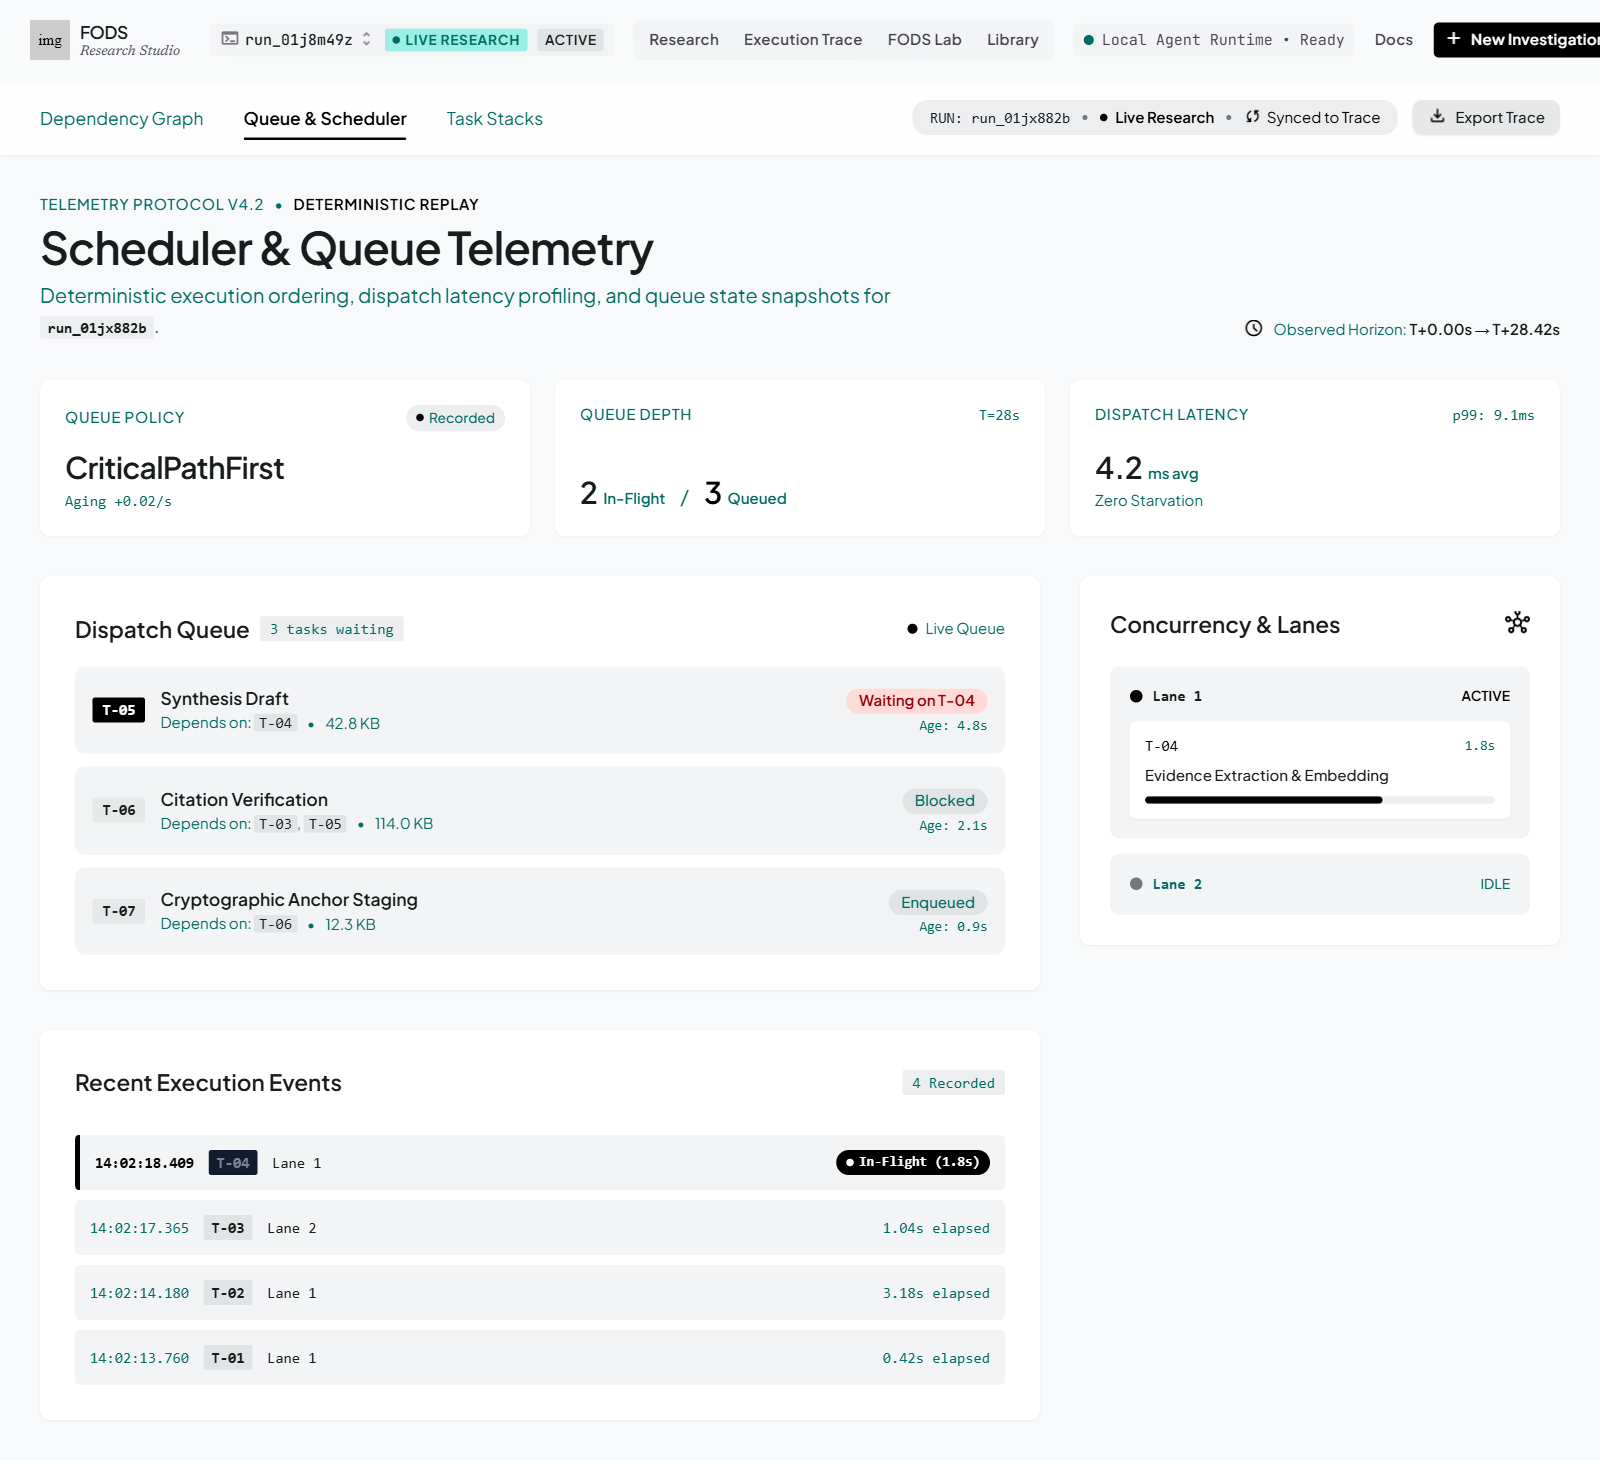 img
FODS
Research Studio
run_01j8m49z
LIVE RESEARCH
ACTIVE
Research
Execution Trace
FODS Lab
Library
Local Agent Runtime • Ready
Docs
+ New Investigation
Dependency Graph
Queue & Scheduler
Task Stacks
RUN: run_01jx882b • Live Research • Synced to Trace
Export Trace
TELEMETRY PROTOCOL V4.2 • DETERMINISTIC REPLAY
Scheduler & Queue Telemetry
Deterministic execution ordering, dispatch latency profiling, and queue state snapshots for
run_01jx882b .
Observed Horizon: T+0.00s → T+28.42s
QUEUE POLICY
Recorded
CriticalPathFirst
Aging +0.02/s
QUEUE DEPTH
T=28s
2 In-Flight / 3 Queued
DISPATCH LATENCY
p99: 9.1ms
4.2 ms avg
Zero Starvation
Dispatch Queue
3 tasks waiting
Live Queue
T-05
Synthesis Draft
Depends on: T-04 • 42.8 KB
Waiting on T-04
Age: 4.8s
T-06
Citation Verification
Depends on: T-03, T-05 • 114.0 KB
Blocked
Age: 2.1s
T-07
Cryptographic Anchor Staging
Depends on: T-06 • 12.3 KB
Enqueued
Age: 0.9s
Concurrency & Lanes
Lane 1
ACTIVE
T-04
1.8s
Evidence Extraction & Embedding
Lane 2
IDLE
Recent Execution Events
4 Recorded
14:02:18.409 T-04 Lane 1
In-Flight (1.8s)
14:02:17.365 T-03 Lane 2
1.04s elapsed
14:02:14.180 T-02 Lane 1
3.18s elapsed
14:02:13.760 T-01 Lane 1
0.42s elapsed